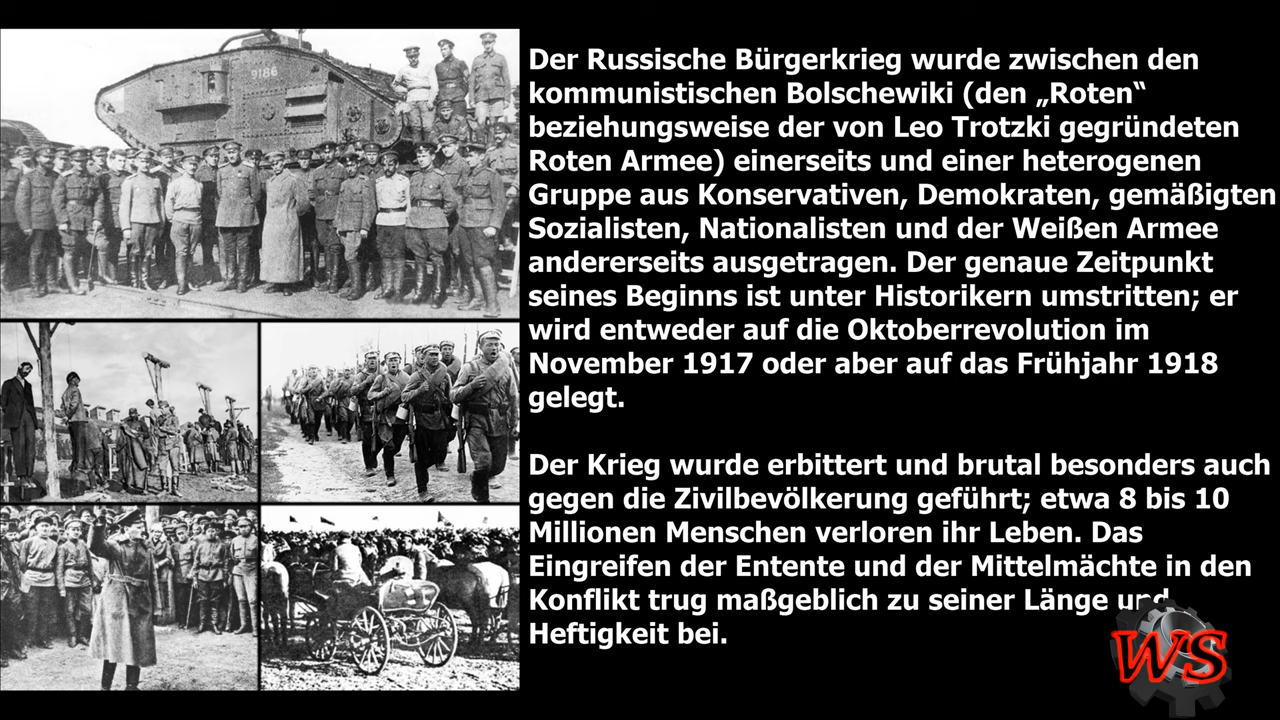 9186
Der Russische Bürgerkrieg wurde zwischen den
kommunistischen Bolschewiki (den „Roten“
beziehungsweise der von Leo Trotzki gegründeten
Roten Armee) einerseits und einer heterogenen
Gruppe aus Konservativen, Demokraten, gemäßigten
Sozialisten, Nationalisten und der Weißen Armee
andererseits ausgetragen. Der genaue Zeitpunkt
seines Beginns ist unter Historikern umstritten; er
wird entweder auf die Oktoberrevolution im
November 1917 oder aber auf das Frühjahr 1918
gelegt.
Der Krieg wurde erbittert und brutal besonders auch
gegen die Zivilbevölkerung geführt; etwa 8 bis 10
Millionen Menschen verloren ihr Leben. Das
Eingreifen der Entente und der Mittelmächte in den
Konflikt trug maßgeblich zu seiner Länge und
Heftigkeit bei.
WS